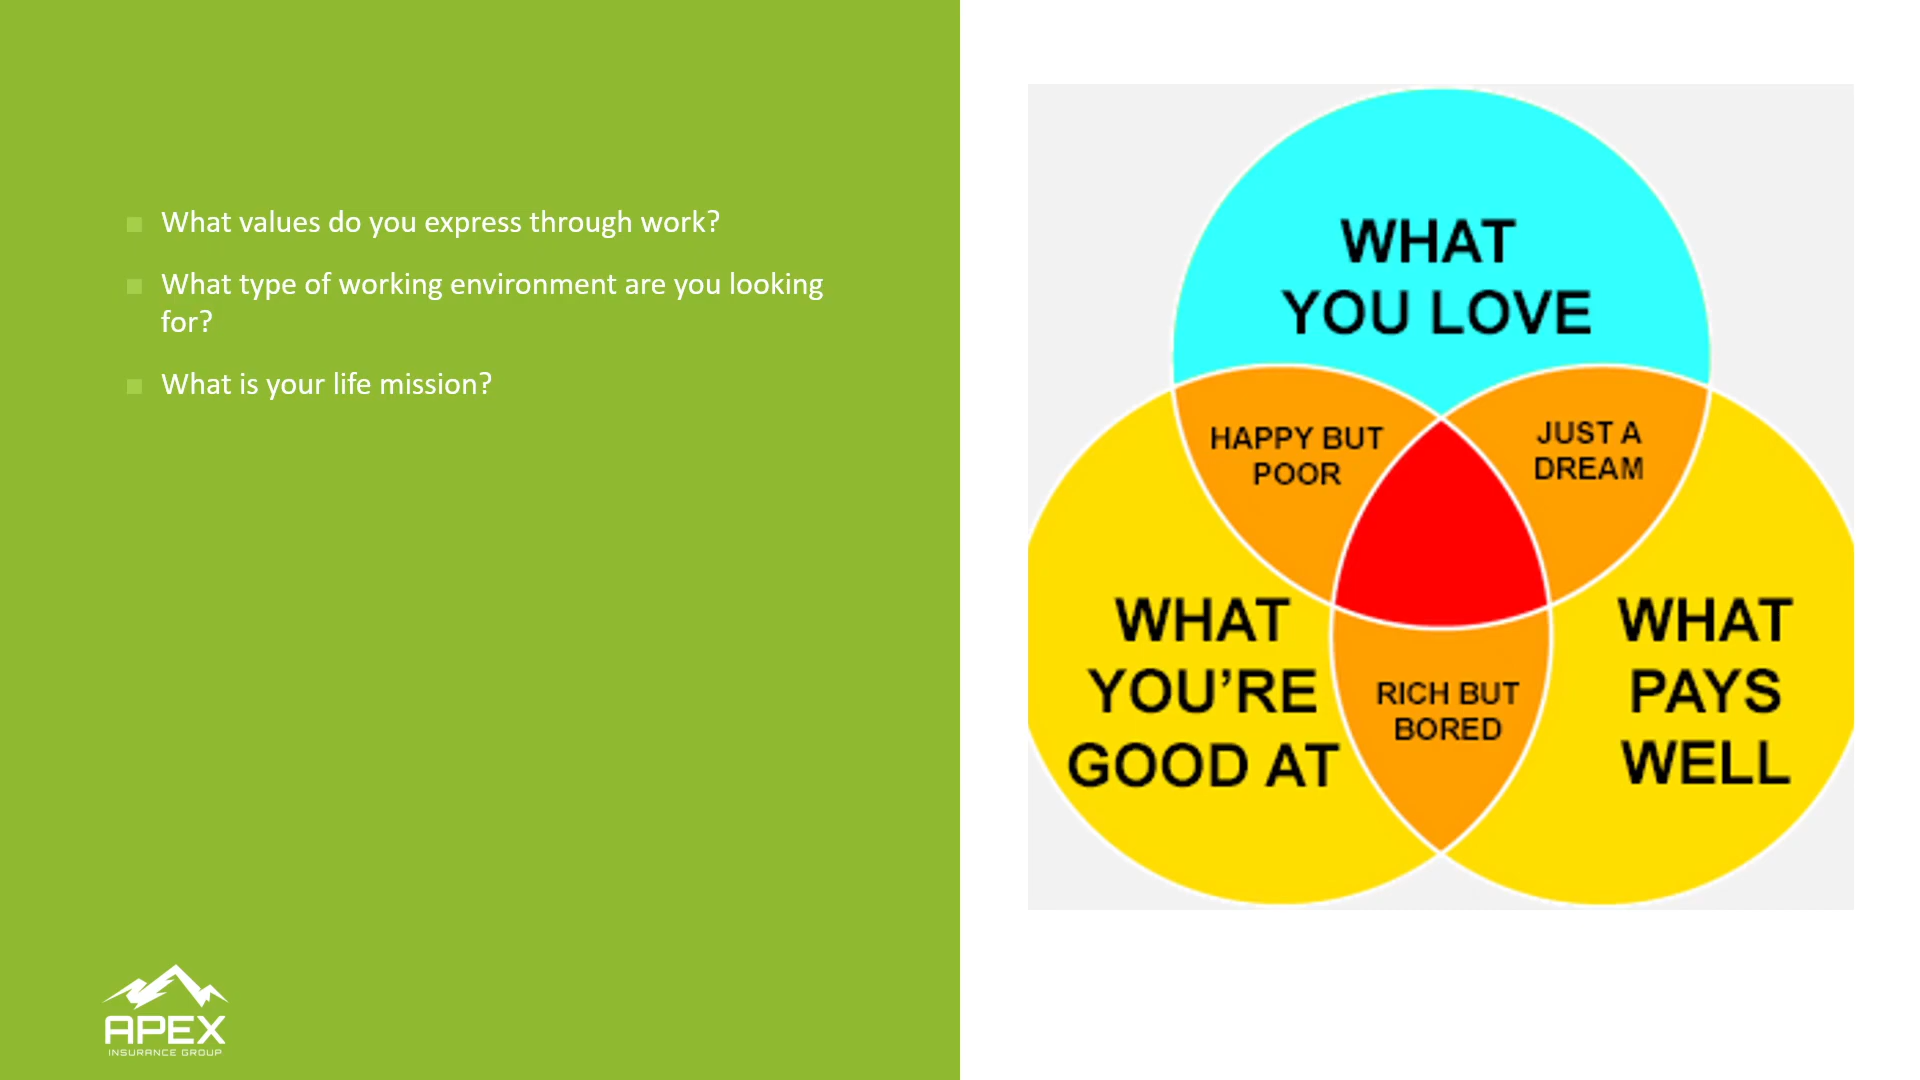 What values do you express through work?
What type of working environment are you looking
for?
What is your life mission?
APEX
INSURANCE GROUP
WHAT
YOU LOVE
HAPPY BUT
POOR
JUST A
DREAM
WHAT
YOU’RE
GOOD AT
RICH BUT
BORED
WHAT
PAYS
WELL